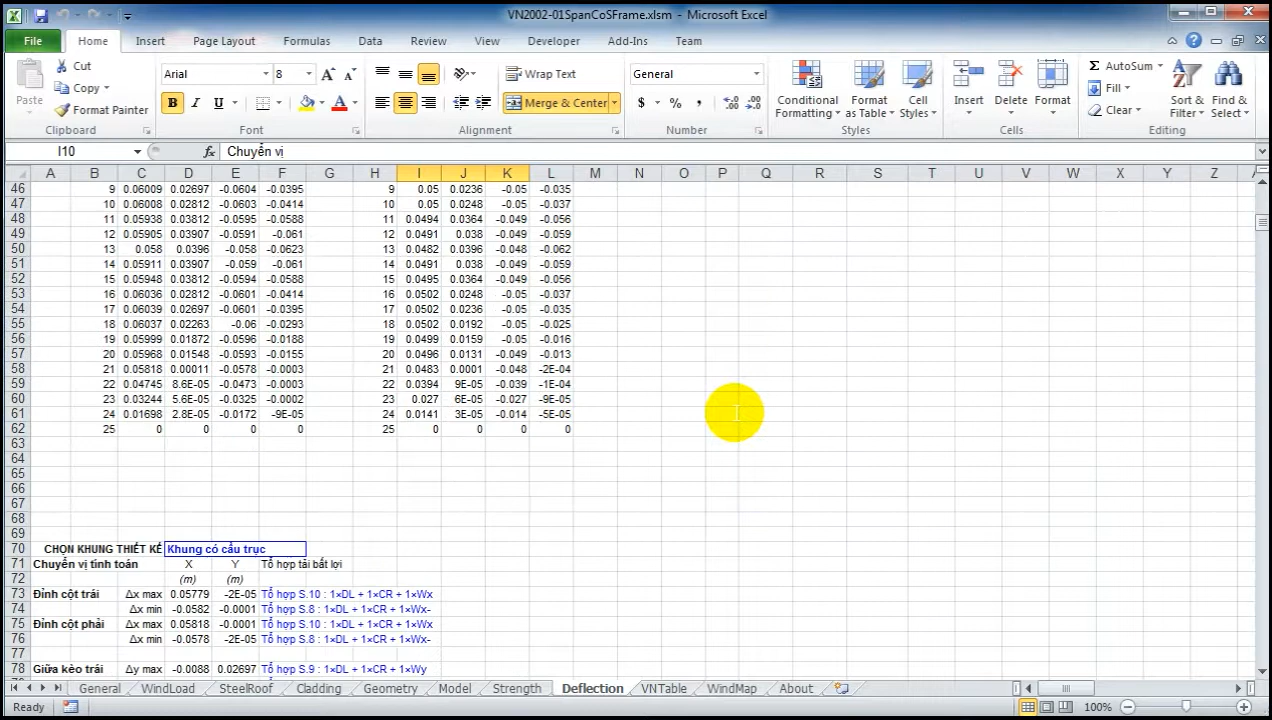 VN2002-01SpanCoSFrame.xlsm - Microsoft Excel
File Home Insert Page Layout Formulas Data Review View Developer Add-Ins Team
Paste Cut Copy Format Painter Clipboard
Arial 8 B I U Font
Wrap Text Merge & Center Alignment
General $ % , Number
Conditional Formatting Format as Table Cell Styles Styles
Insert Delete Format Cells
AutoSum Fill Clear Sort & Filter Find & Select Editing
I10 fx Chuyển vị
A B C D E F G H I J K L M N O P Q R S T U V W X Y Z
46 9 0.06009 0.02697 -0.0604 -0.0395 9 0.05 0.0236 -0.05 -0.035
47 10 0.06008 0.02812 -0.0601 -0.0414 10 0.05 0.0248 -0.05 -0.037
48 11 0.05938 0.03812 -0.0595 -0.0588 11 0.0494 0.0364 -0.049 -0.056
49 12 0.05905 0.03907 -0.0591 -0.061 12 0.0491 0.038 -0.049 -0.059
50 13 0.058 0.0396 -0.058 -0.0623 13 0.0482 0.0396 -0.048 -0.062
51 14 0.05911 0.03907 -0.059 -0.061 14 0.0491 0.038 -0.049 -0.059
52 15 0.05948 0.03812 -0.0594 -0.0588 15 0.0495 0.0364 -0.049 -0.056
53 16 0.06036 0.02812 -0.0601 -0.0414 16 0.0502 0.0248 -0.05 -0.037
54 17 0.06039 0.02697 -0.0601 -0.0395 17 0.0502 0.0236 -0.05 -0.035
55 18 0.06037 0.02263 -0.06 -0.0293 18 0.0502 0.0192 -0.05 -0.025
56 19 0.05999 0.01872 -0.0596 -0.0188 19 0.0499 0.0159 -0.05 -0.016
57 20 0.05968 0.01548 -0.0593 -0.0155 20 0.0496 0.0131 -0.049 -0.013
58 21 0.05818 0.00011 -0.0578 -0.0003 21 0.0483 0.0001 -0.048 -2E-04
59 22 0.04745 8.6E-05 -0.0473 -0.0003 22 0.0394 9E-05 -0.039 -1E-04
60 23 0.03244 5.6E-05 -0.0325 -0.0002 23 0.027 6E-05 -0.027 -9E-05
61 24 0.01698 2.8E-05 -0.0172 -9E-05 24 0.0141 3E-05 -0.014 -5E-05
62 25 0 0 0 0 25 0 0 0 0
63
64
65
66
67
68
69
70 CHỌN KHUNG THIẾT KẾ Khung có cẩu trục
71 Chuyển vị tính toán X Y Tổ hợp tải bất lợi
72 (m) (m)
73 Đỉnh cột trái Δx max 0.05779 -2E-05 Tổ hợp S.10 : 1×DL + 1×CR + 1×Wx
74 Δx min -0.0582 -0.0001 Tổ hợp S.8 : 1×DL + 1×CR + 1×Wx-
75 Đỉnh cột phải Δx max 0.05818 -0.0001 Tổ hợp S.10 : 1×DL + 1×CR + 1×Wx
76 Δx min -0.0578 -2E-05 Tổ hợp S.8 : 1×DL + 1×CR + 1×Wx-
77
78 Giữa kèo trái Δy max -0.0088 0.02697 Tổ hợp S.9 : 1×DL + 1×CR + 1×Wy
General WindLoad SteelRoof Cladding Geometry Model Strength Deflection VNTable WindMap About
Ready 100%